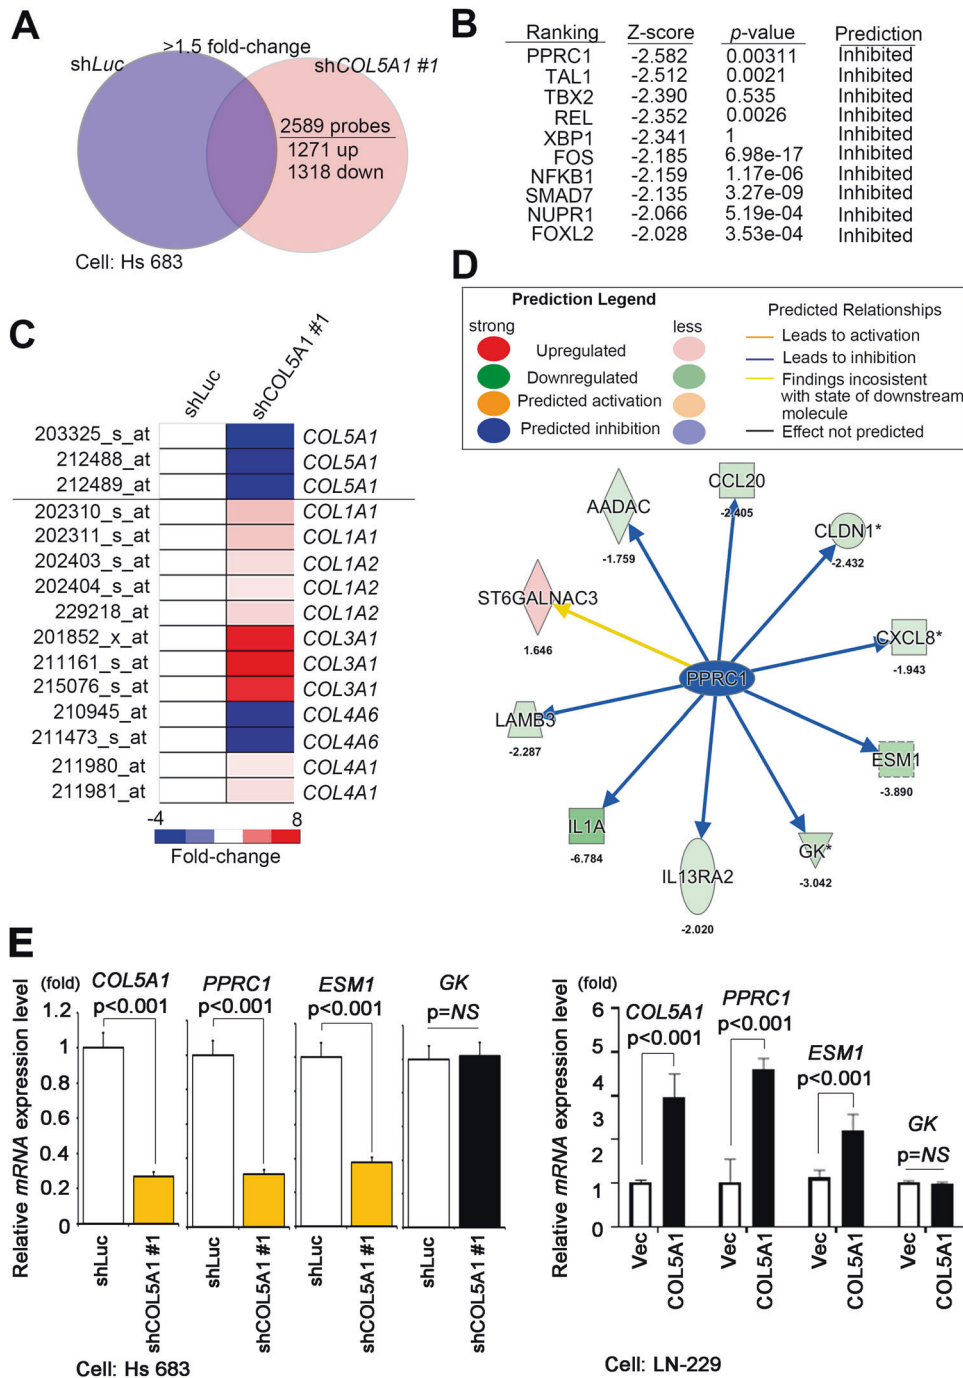 A
>1.5 fold-change
shLuc
shCOL5A1 #1
2589 probes
1271 up
1318 down
Cell: Hs 683
B
Ranking Z-score p-value Prediction
PPRC1 -2.582 0.00311 Inhibited
TAL1 -2.512 0.0021 Inhibited
TBX2 -2.390 0.535 Inhibited
REL -2.352 0.0026 Inhibited
XBP1 -2.341 1 Inhibited
FOS -2.185 6.98e-17 Inhibited
NFKB1 -2.159 1.17e-06 Inhibited
SMAD7 -2.135 3.27e-09 Inhibited
NUPR1 -2.066 5.19e-04 Inhibited
FOXL2 -2.028 3.53e-04 Inhibited
C
shLuc shCOL5A1 #1
203325_s_at COL5A1
212488_at COL5A1
212489_at COL5A1
202310_s_at COL1A1
202311_s_at COL1A1
202403_s_at COL1A2
202404_s_at COL1A2
229218_at COL1A2
201852_x_at COL3A1
211161_s_at COL3A1
215076_s_at COL3A1
210945_at COL4A6
211473_s_at COL4A6
211980_at COL4A1
211981_at COL4A1
-4 8
Fold-change
D
Prediction Legend
strong less
Upregulated
Downregulated
Predicted activation
Predicted inhibition
Predicted Relationships
Leads to activation
Leads to inhibition
Findings incosistent
with state of downstream
molecule
Effect not predicted
CCL20
-2.405
AADAC
-1.759
CLDN1*
-2.432
ST6GALNAC3
1.646
CXCL8*
-1.943
PPRC1
LAMB3
-2.287
ESM1
-3.890
IL1A
-6.784
GK*
-3.042
IL13RA2
-2.020
E
Relative mRNA expression level
(fold)
1.2
1
0.8
0.6
0.4
0.2
0
COL5A1
p<0.001
PPRC1
p<0.001
ESM1
p<0.001
GK
p=NS
shLuc
shCOL5A1 #1
shLuc
shCOL5A1 #1
shLuc
shCOL5A1 #1
shLuc
shCOL5A1 #1
Cell: Hs 683
Relative mRNA expression level
(fold)
6
5
4
3
2
1
0
COL5A1
p<0.001
PPRC1
p<0.001
ESM1
p<0.001
GK
p=NS
Vec
COL5A1
Vec
COL5A1
Vec
COL5A1
Vec
COL5A1
Cell: LN-229